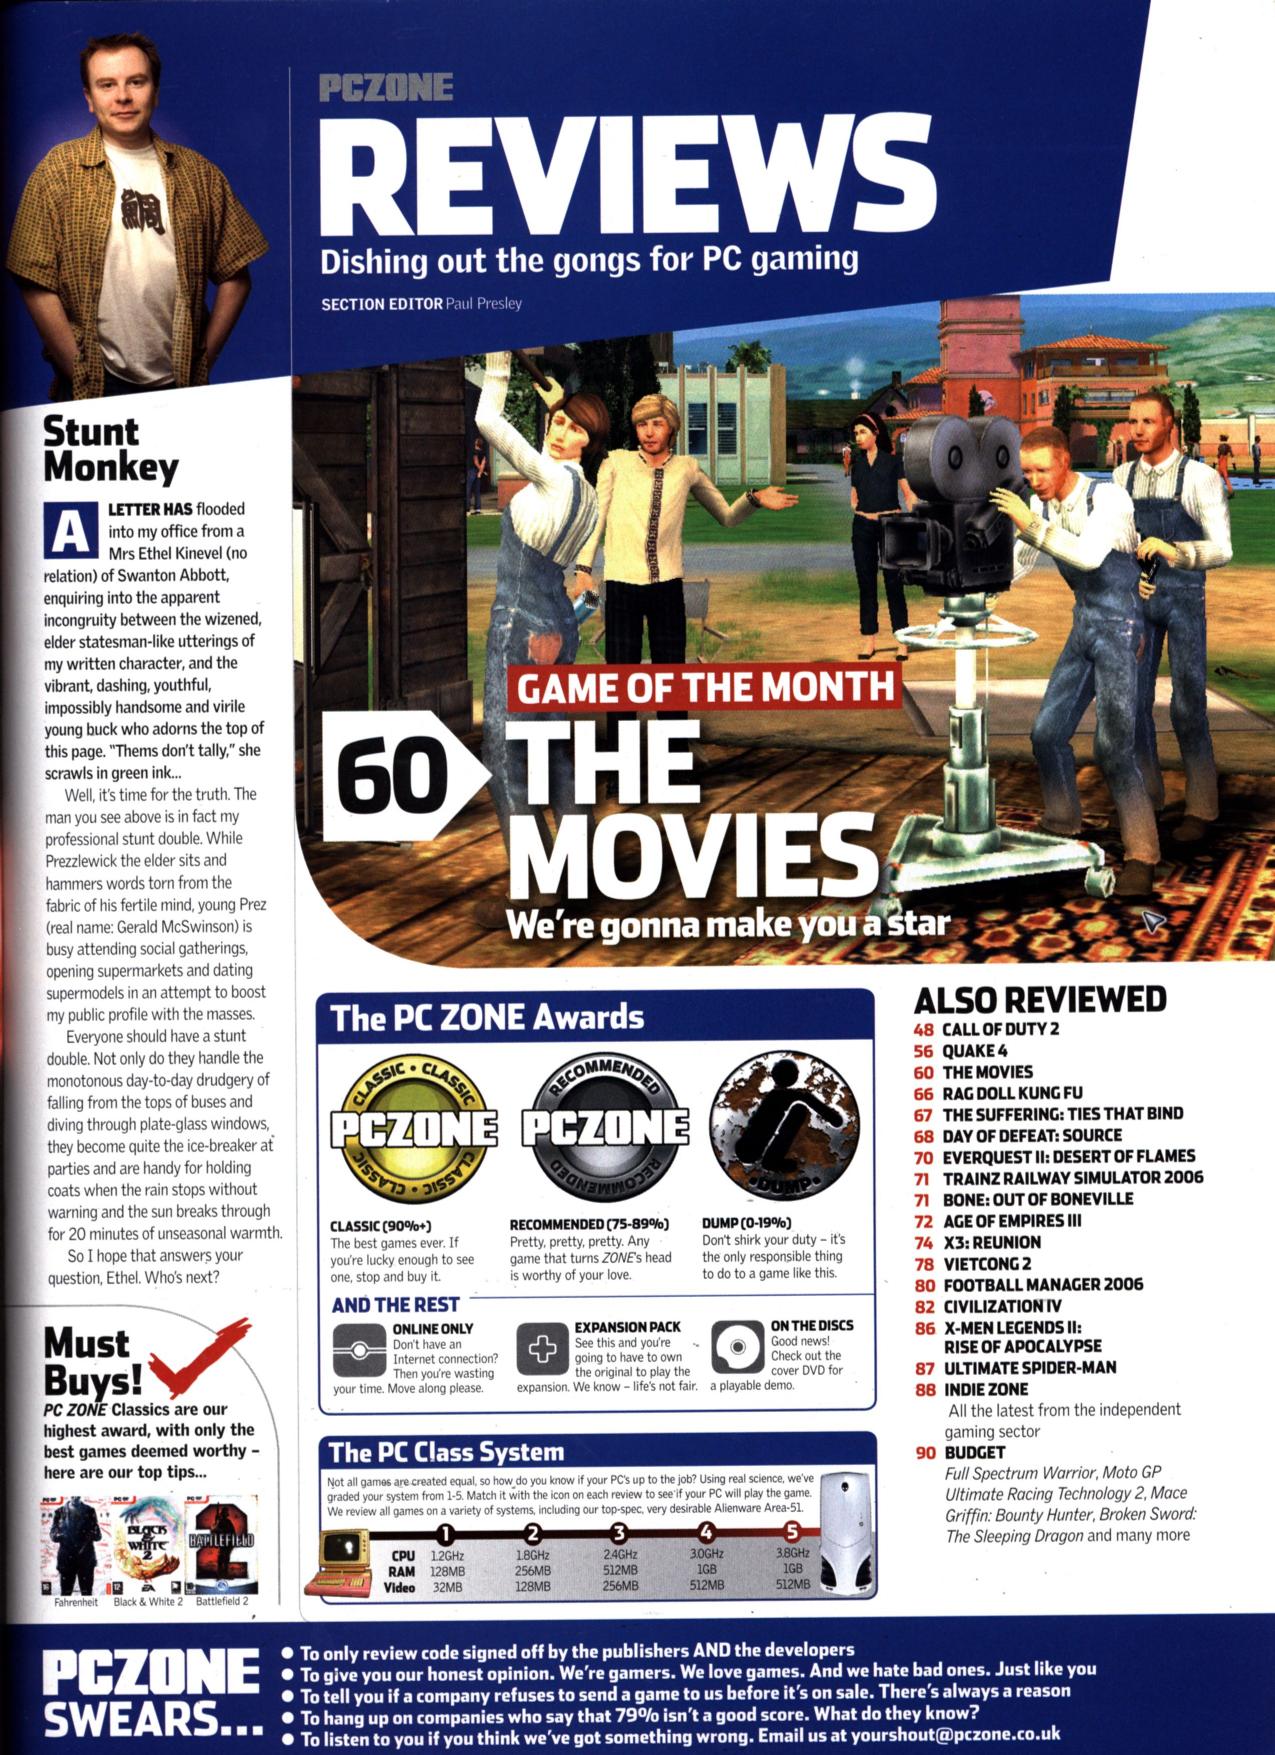 PCZONE
REVIEWS
Dishing out the gongs for PC gaming
SECTION EDITOR Paul Presley
Stunt
Monkey
A LETTER HAS flooded
into my office from a
Mrs Ethel Kinevel (no
relation) of Swanton Abbott,
enquiring into the apparent
incongruity between the wizened,
elder statesman-like utterings of
my written character, and the
vibrant, dashing, youthful,
impossibly handsome and virile
young buck who adorns the top of
this page. "Thems don't tally," she
scrawls in green ink...
Well, it's time for the truth. The
man you see above is in fact my
professional stunt double. While
Prezzlewick the elder sits and
hammers words torn from the
fabric of his fertile mind, young Prez
(real name: Gerald McSwinson) is
busy attending social gatherings,
opening supermarkets and dating
supermodels in an attempt to boost
my public profile with the masses.
Everyone should have a stunt
double. Not only do they handle the
monotonous day-to-day drudgery of
falling from the tops of buses and
diving through plate-glass windows,
they become quite the ice-breaker at
parties and are handy for holding
coats when the rain stops without
warning and the sun breaks through
for 20 minutes of unseasonal warmth.
So I hope that answers your
question, Ethel. Who's next?
Must
Buys!
PC ZONE Classics are our
highest award, with only the
best games deemed worthy –
here are our top tips...
BLACK
& WHITE
2
BATTLEFIELD
2
Fahrenheit Black & White 2 Battlefield 2
GAME OF THE MONTH
60 THE
MOVIES
We're gonna make you a star
The PC ZONE Awards
CLASSIC • CLASSIC
PCZONE
CLASSIC • CLASSIC
RECOMMENDED
PCZONE
RECOMMENDED
•DUMP•
CLASSIC (90%+)
The best games ever. If
you're lucky enough to see
one, stop and buy it.
RECOMMENDED (75-89%)
Pretty, pretty, pretty. Any
game that turns ZONE's head
is worthy of your love.
DUMP (0-19%)
Don't shirk your duty – it's
the only responsible thing
to do to a game like this.
AND THE REST
ONLINE ONLY
Don't have an
Internet connection?
Then you're wasting
your time. Move along please.
EXPANSION PACK
See this and you're
going to have to own
the original to play the
expansion. We know – life's not fair.
ON THE DISCS
Good news!
Check out the
cover DVD for
a playable demo.
The PC Class System
Not all games are created equal, so how do you know if your PC's up to the job? Using real science, we've
graded your system from 1-5. Match it with the icon on each review to see if your PC will play the game.
We review all games on a variety of systems, including our top-spec, very desirable Alienware Area-51.
1 2 3 4 5
CPU 1.2GHz 1.8GHz 2.4GHz 3.0GHz 3.8GHz
RAM 128MB 256MB 512MB 1GB 1GB
Video 32MB 128MB 256MB 512MB 512MB
ALSO REVIEWED
48 CALL OF DUTY 2
56 QUAKE 4
60 THE MOVIES
66 RAG DOLL KUNG FU
67 THE SUFFERING: TIES THAT BIND
68 DAY OF DEFEAT: SOURCE
70 EVERQUEST II: DESERT OF FLAMES
71 TRAINZ RAILWAY SIMULATOR 2006
71 BONE: OUT OF BONEVILLE
72 AGE OF EMPIRES III
74 X3: REUNION
78 VIETCONG 2
80 FOOTBALL MANAGER 2006
82 CIVILIZATION IV
86 X-MEN LEGENDS II:
RISE OF APOCALYPSE
87 ULTIMATE SPIDER-MAN
88 INDIE ZONE
All the latest from the independent
gaming sector
90 BUDGET
Full Spectrum Warrior, Moto GP
Ultimate Racing Technology 2, Mace
Griffin: Bounty Hunter, Broken Sword:
The Sleeping Dragon and many more
PCZONE
SWEARS...
● To only review code signed off by the publishers AND the developers
● To give you our honest opinion. We're gamers. We love games. And we hate bad ones. Just like you
● To tell you if a company refuses to send a game to us before it's on sale. There's always a reason
● To hang up on companies who say that 79% isn't a good score. What do they know?
● To listen to you if you think we've got something wrong. Email us at yourshout@pczone.co.uk